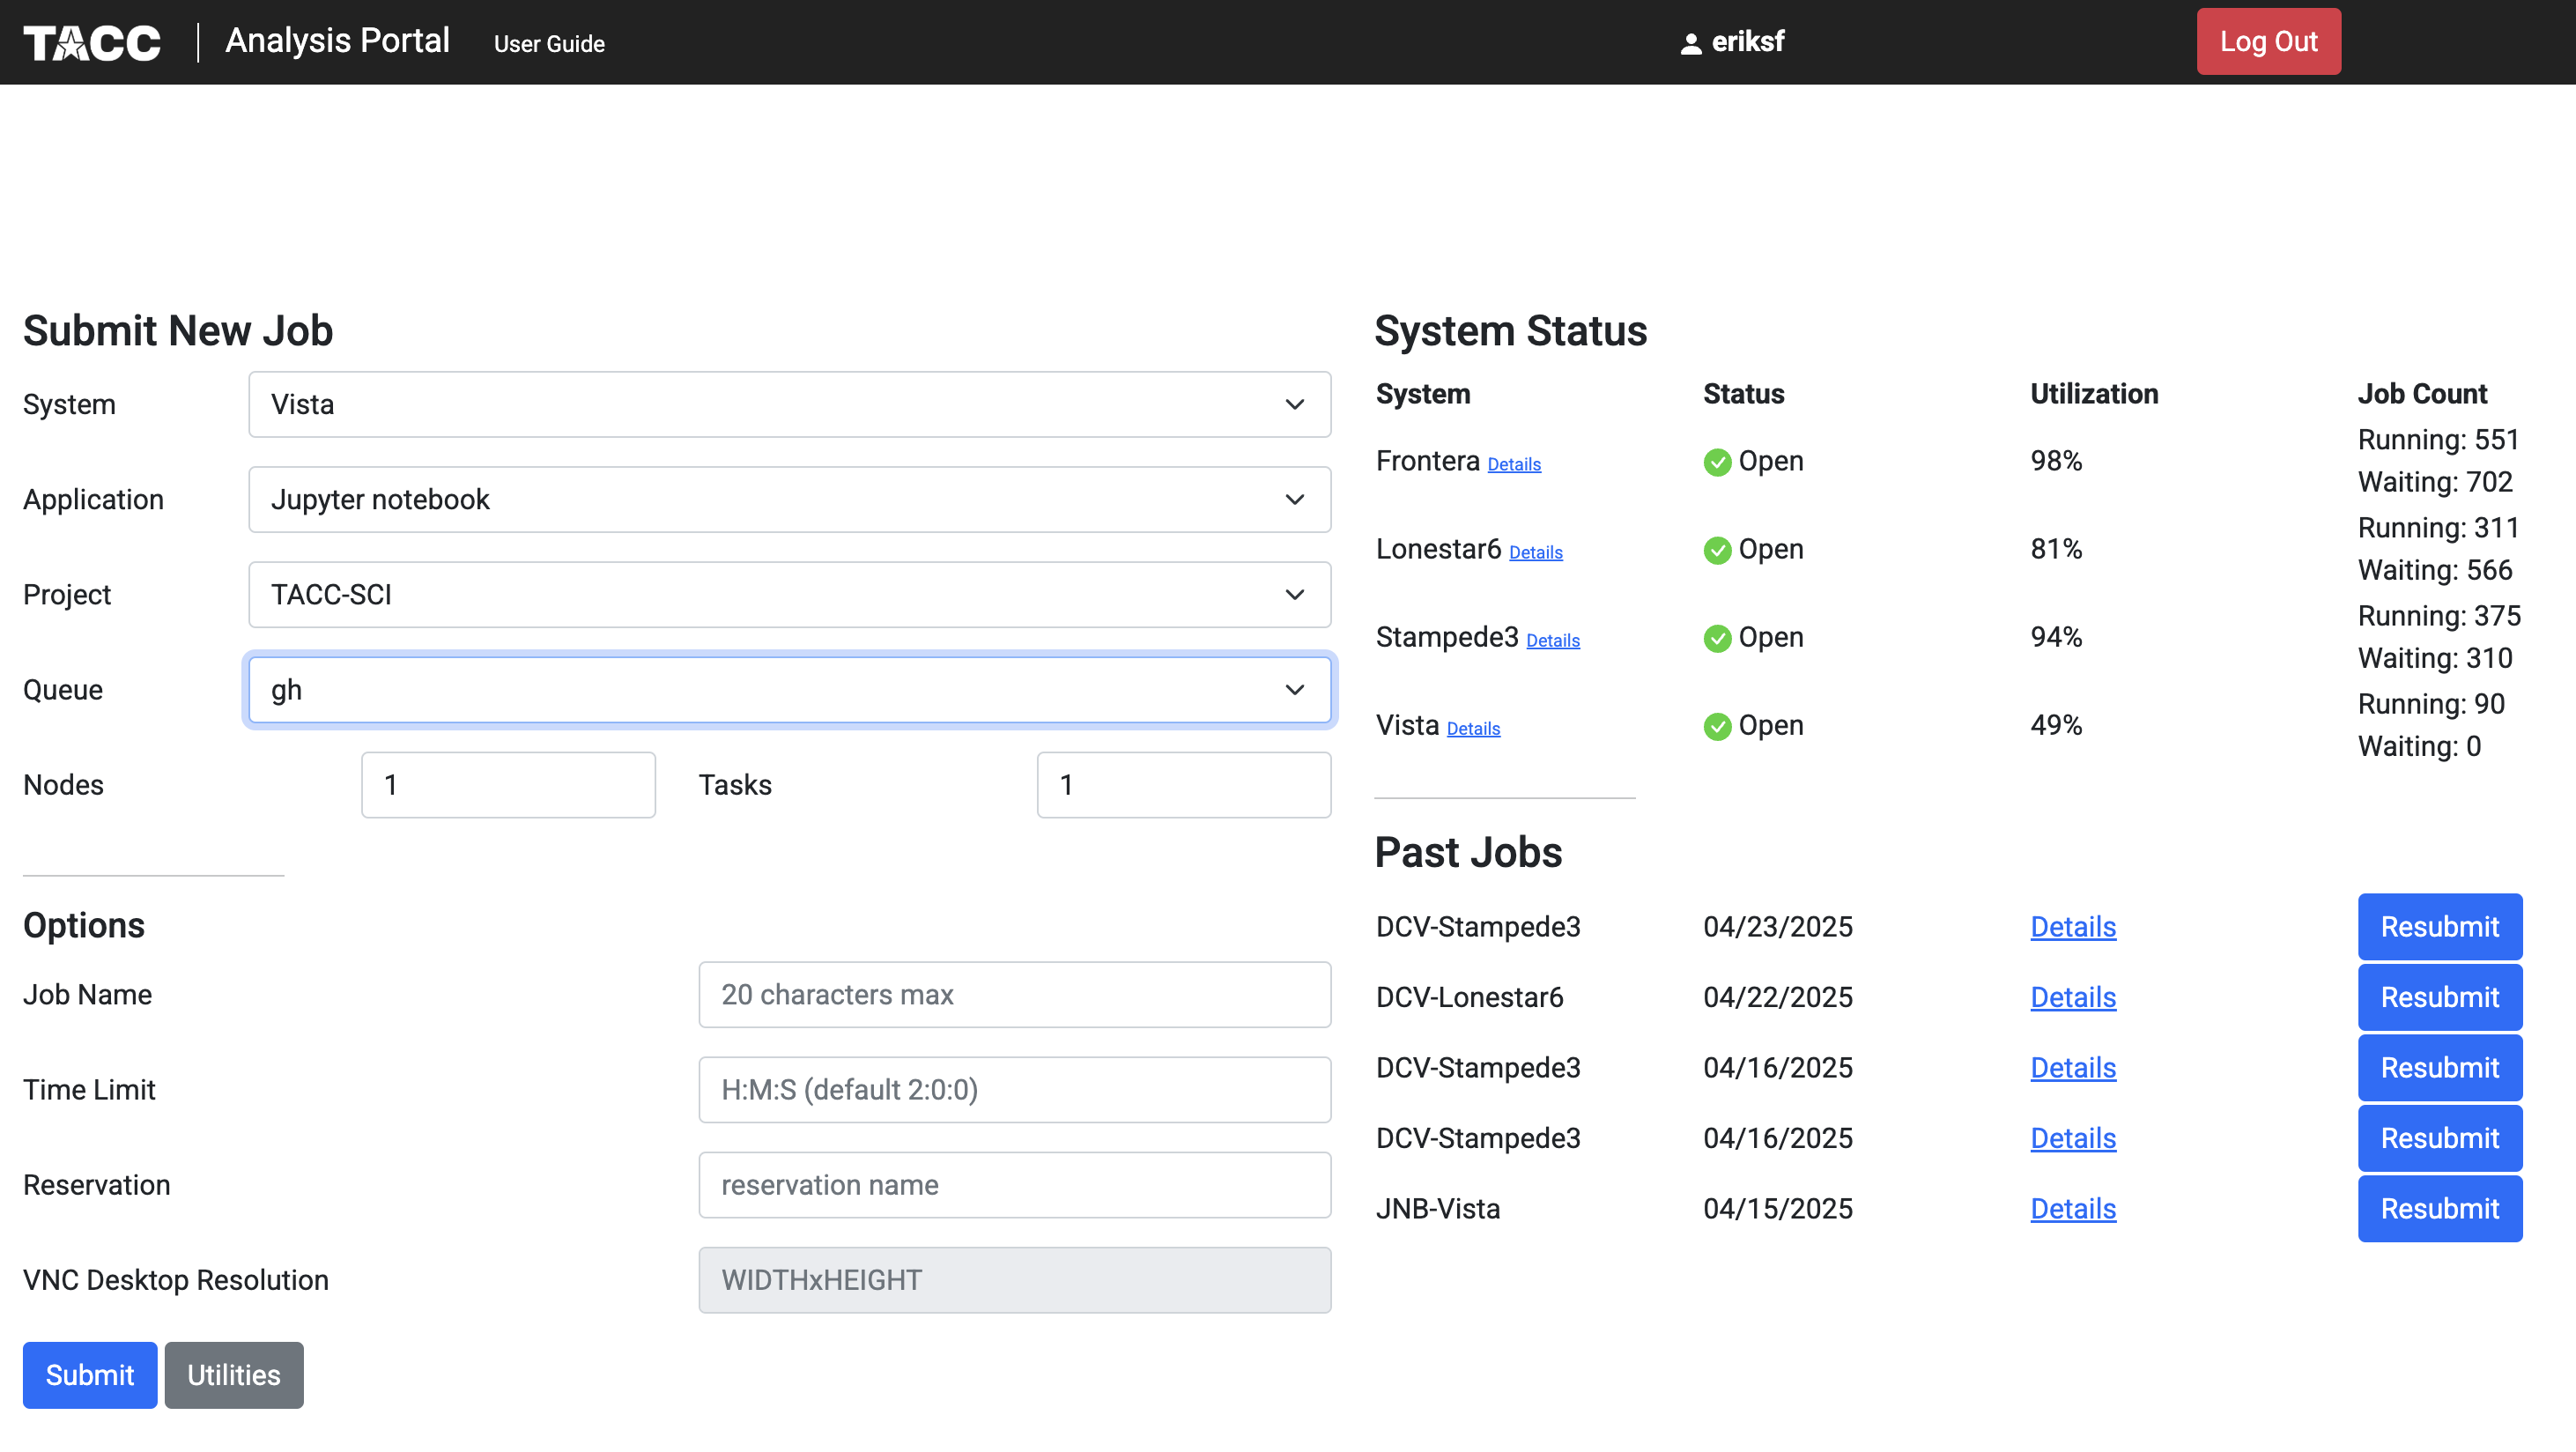 TACC
Analysis Portal
User Guide
eriksf
Log Out
Submit New Job
System
Vista
Application
Jupyter notebook
Project
TACC-SCI
Queue
gh
Nodes
1
Tasks
1
Options
Job Name
20 characters max
Time Limit
H:M:S (default 2:0:0)
Reservation
reservation name
VNC Desktop Resolution
WIDTHxHEIGHT
Submit
Utilities
System Status
System Status Utilization Job Count
Frontera Details Open 98% Running: 551
Waiting: 702
Lonestar6 Details Open 81% Running: 311
Waiting: 566
Stampede3 Details Open 94% Running: 375
Waiting: 310
Vista Details Open 49% Running: 90
Waiting: 0
Past Jobs
DCV-Stampede3 04/23/2025 Details Resubmit
DCV-Lonestar6 04/22/2025 Details Resubmit
DCV-Stampede3 04/16/2025 Details Resubmit
DCV-Stampede3 04/16/2025 Details Resubmit
JNB-Vista 04/15/2025 Details Resubmit